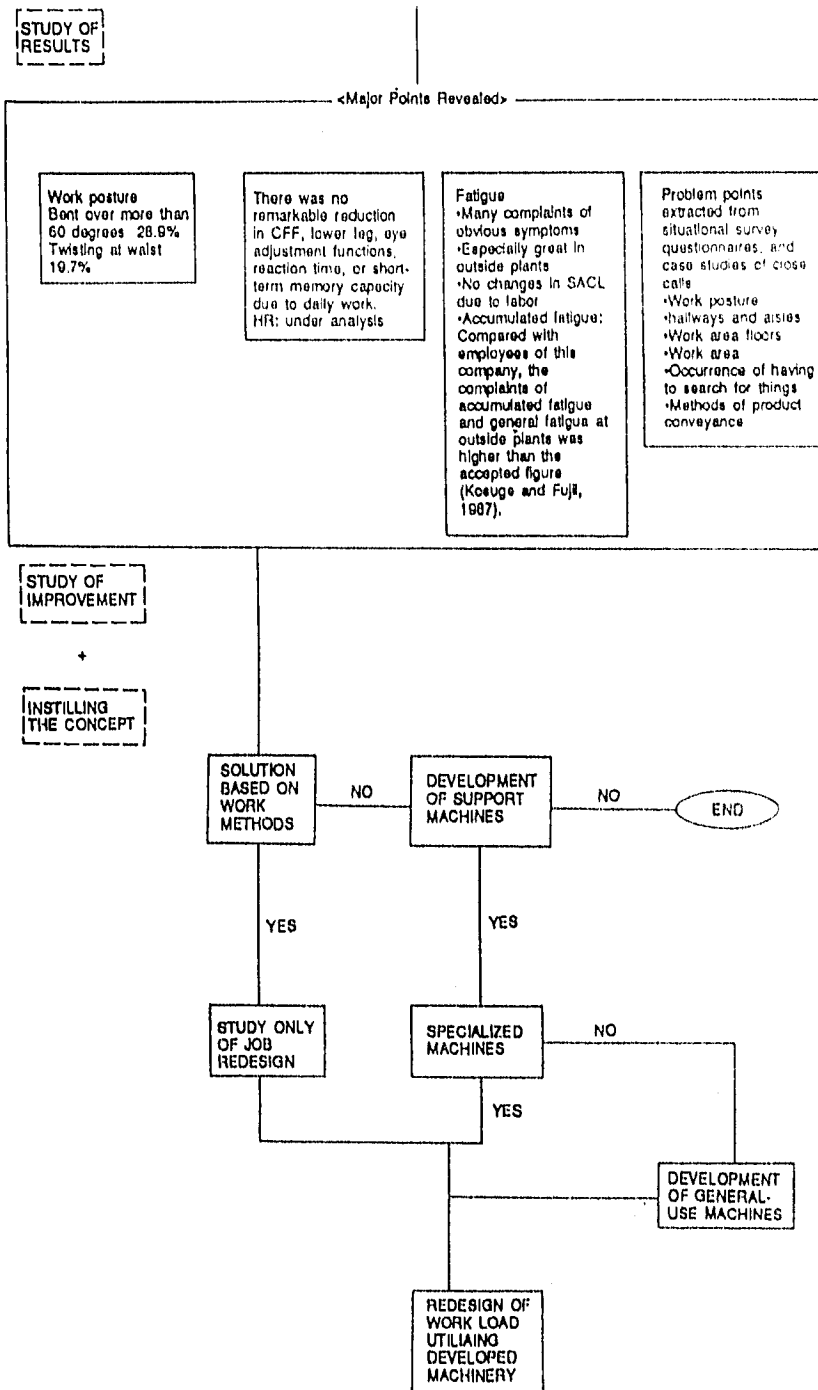 STUDY OF
RESULTS
<Major Points Revealed>
Work posture
Bent over more than
60 degrees 28.9%
Twisting at waist
19.7%
There was no
remarkable reduction
in CFF, lower leg, eye
adjustment functions,
reaction time, or short-
term memory capacity
due to daily work.
HR: under analysis
Fatigue
•Many complaints of
obvious symptoms
•Especially great in
outside plants
•No changes in SACL
due to labor
•Accumulated fatigue:
Compared with
employees of this
company, the
complaints of
accumulated fatigue
and general fatigue at
outside plants was
higher than the
accepted figure
(Kosuge and Fujii,
1987).
Problem points
extracted from
situational survey
questionnaires, and
case studies of close
calls
•Work posture
•hallways and aisles
•Work area floors
•Work area
•Occurrence of having
to search for things
•Methods of product
conveyance
STUDY OF
IMPROVEMENT
+
INSTILLING
THE CONCEPT
SOLUTION
BASED ON
WORK
METHODS
NO
DEVELOPMENT
OF SUPPORT
MACHINES
NO
END
YES
YES
STUDY ONLY
OF JOB
REDESIGN
SPECIALIZED
MACHINES
NO
YES
DEVELOPMENT
OF GENERAL-
USE MACHINES
REDESIGN OF
WORK LOAD
UTILIAING
DEVELOPED
MACHINERY